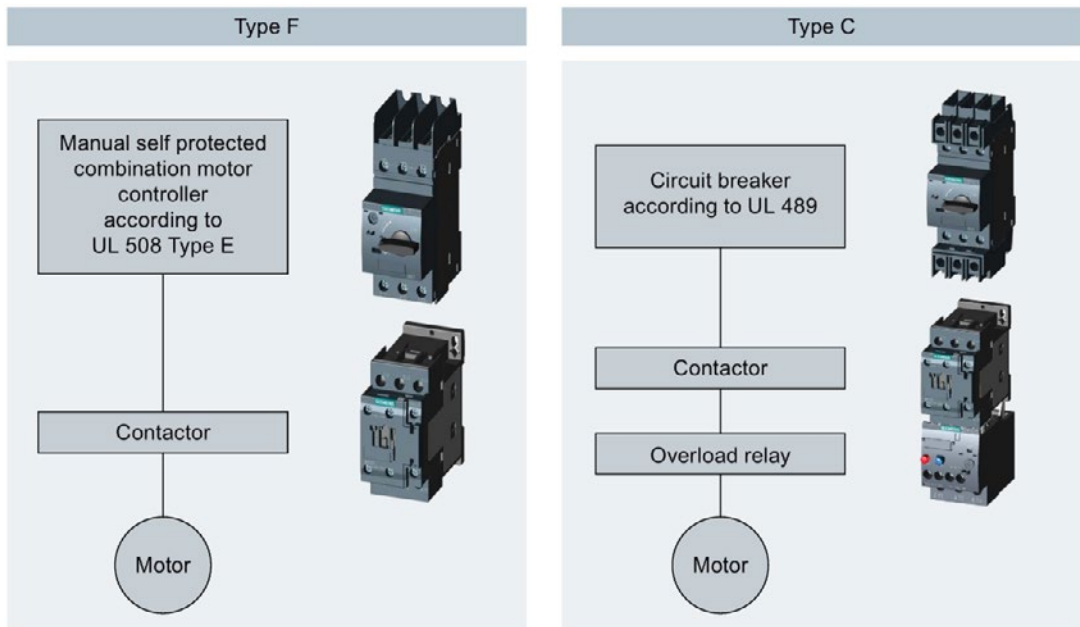 Type F
Manual self protected
combination motor
controller
according to
UL 508 Type E
Contactor
Motor
Type C
Circuit breaker
according to UL 489
Contactor
Overload relay
Motor